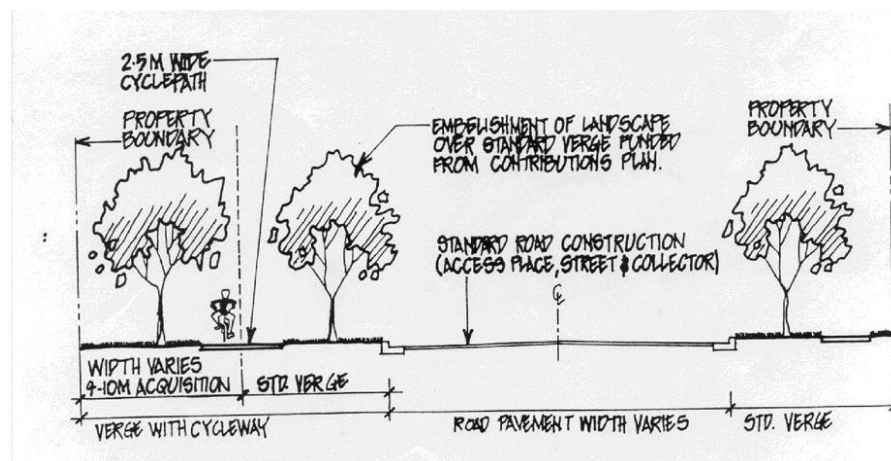 2.5M WIDE
CYCLEPATH
PROPERTY
BOUNDARY
EMBELISHMENT OF LANDSCAPE
OVER STANDARD VERGE FUNDED
FROM CONTRIBUTIONS PLAN.
PROPERTY
BOUNDARY
STANDARD ROAD CONSTRUCTION
(ACCESS PLACE, STREET & COLLECTOR)
WIDTH VARIES
4-10M ACQUISITION
STD. VERGE
VERGE WITH CYCLEWAY
ROAD PAVEMENT WIDTH VARIES
STD. VERGE